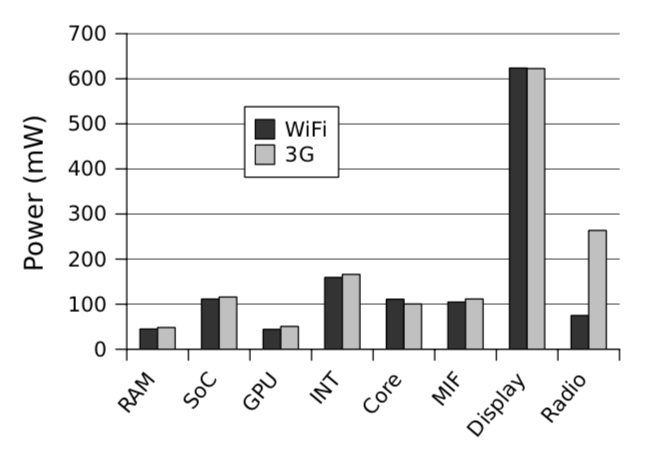 Power (mW)
700
600
500
400
300
200
100
0
WiFi
3G
RAM
SoC
GPU
INT
Core
MIF
Display
Radio